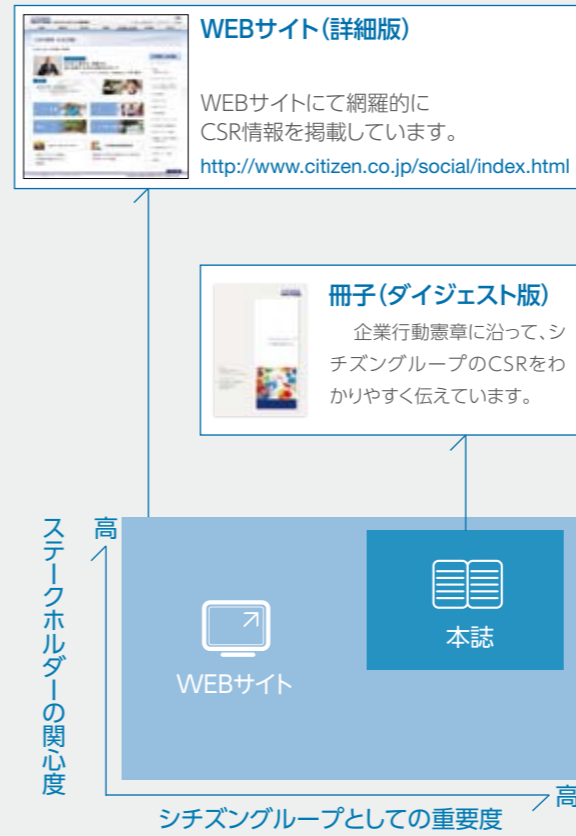 WEBサイト（詳細版）
WEBサイトにて網羅的に
CSR情報を掲載しています。
http://www.citizen.co.jp/social/index.html
冊子（ダイジェスト版）
企業行動憲章に沿って、シ
チズングループのCSRをわ
かりやすく伝えています。
ステークホルダーの関心度
高
本誌
WEBサイト
高
シチズングループとしての重要度